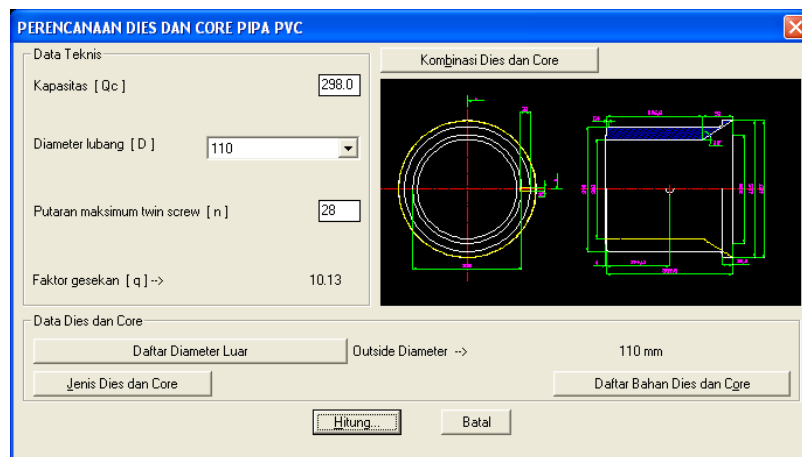 PERENCANAAN DIES DAN CORE PIPA PVC
Data Teknis
Kapasitas [ Qc ] 298.0
Kombinasi Dies dan Core
Diameter lubang [ D ] 110
Putaran maksimum twin screw [ n ] 28
Faktor gesekan [ q ] --> 10.13
Data Dies dan Core
Daftar Diameter Luar Outside Diameter --> 110 mm
Jenis Dies dan Core Daftar Bahan Dies dan Core
Hitung... Batal